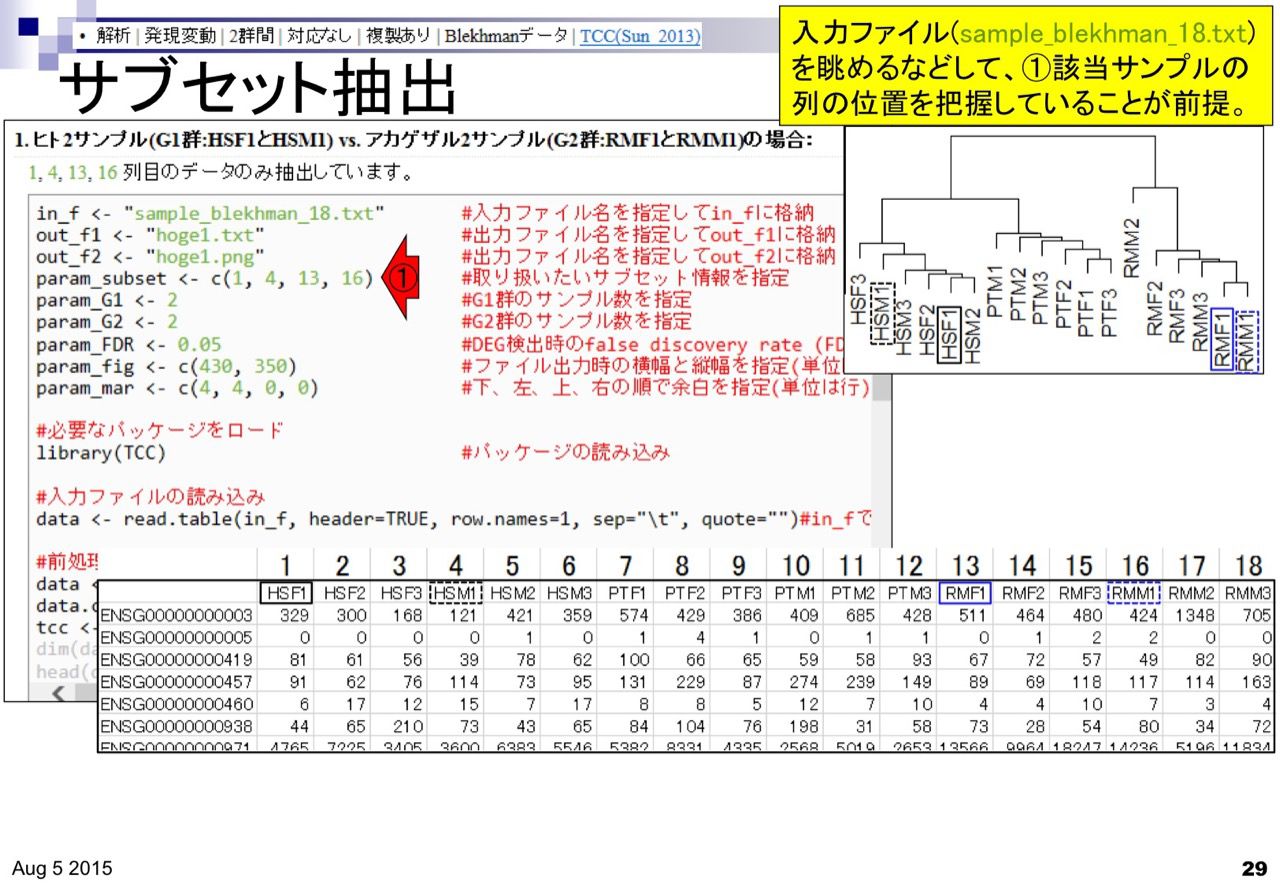 • 解析 | 発現変動 | 2群間 | 対応なし | 複製あり | Blekhmanデータ | TCC(Sun_2013)
サブセット抽出
入力ファイル(sample_blekhman_18.txt)
を眺めるなどして、①該当サンプルの
列の位置を把握していることが前提。
1. ヒト2サンプル(G1群:HSF1とHSM1) vs. アカゲザル2サンプル(G2群:RMF1とRMM1)の場合:
1, 4, 13, 16 列目のデータのみ抽出しています。
in_f <- "sample_blekhman_18.txt" #入力ファイル名を指定してin_fに格納
out_f1 <- "hoge1.txt" #出力ファイル名を指定してout_f1に格納
out_f2 <- "hoge1.png" #出力ファイル名を指定してout_f2に格納
param_subset <- c(1, 4, 13, 16) ① #取り扱いたいサブセット情報を指定
param_G1 <- 2 #G1群のサンプル数を指定
param_G2 <- 2 #G2群のサンプル数を指定
param_FDR <- 0.05 #DEG検出時のfalse discovery rate (FD
param_fig <- c(430, 350) #ファイル出力時の横幅と縦幅を指定(単位
param_mar <- c(4, 4, 0, 0) #下、左、上、右の順で余白を指定(単位は行)
#必要なパッケージをロード
library(TCC) #パッケージの読み込み
#入力ファイルの読み込み
data <- read.table(in_f, header=TRUE, row.names=1, sep="\t", quote="")#in_fで
#前処理
data <
data.c
tcc <-
dim(da
head(c
HSF3 HSM1 HSM3 HSF2 HSF1 HSM2 PTM1 PTM2 PTM3 PTF2 PTF1 PTF3 RMM2 RMF2 RMF3 RMM3 RMF1 RMM1
1 2 3 4 5 6 7 8 9 10 11 12 13 14 15 16 17 18
HSF1 HSF2 HSF3 HSM1 HSM2 HSM3 PTF1 PTF2 PTF3 PTM1 PTM2 PTM3 RMF1 RMF2 RMF3 RMM1 RMM2 RMM3
ENSG00000000003 329 300 168 121 421 359 574 429 386 409 685 428 511 464 480 424 1348 705
ENSG00000000005 0 0 0 0 1 0 1 4 1 0 1 1 0 1 2 2 0 0
ENSG00000000419 81 61 56 39 78 62 100 66 65 59 58 93 67 72 57 49 82 90
ENSG00000000457 91 62 76 114 73 95 131 229 87 274 239 149 89 69 118 117 114 163
ENSG00000000460 6 17 12 15 7 17 8 8 5 12 7 10 4 4 10 7 3 4
ENSG00000000938 44 65 210 73 43 65 84 104 76 198 31 58 73 28 54 80 34 72
ENSG00000000971 4765 7225 3405 3600 6383 5546 5382 8331 4335 2568 5019 2653 13566 9964 18247 14236 5196 11834
Aug 5 2015
29